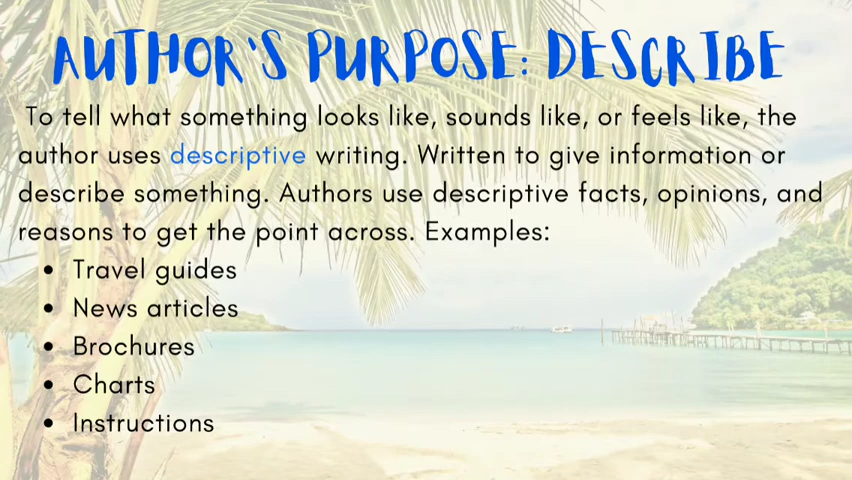 AUTHOR'S PURPOSE: DESCRIBE
To tell what something looks like, sounds like, or feels like, the
author uses descriptive writing. Written to give information or
describe something. Authors use descriptive facts, opinions, and
reasons to get the point across. Examples:
• Travel guides
• News articles
• Brochures
• Charts
• Instructions